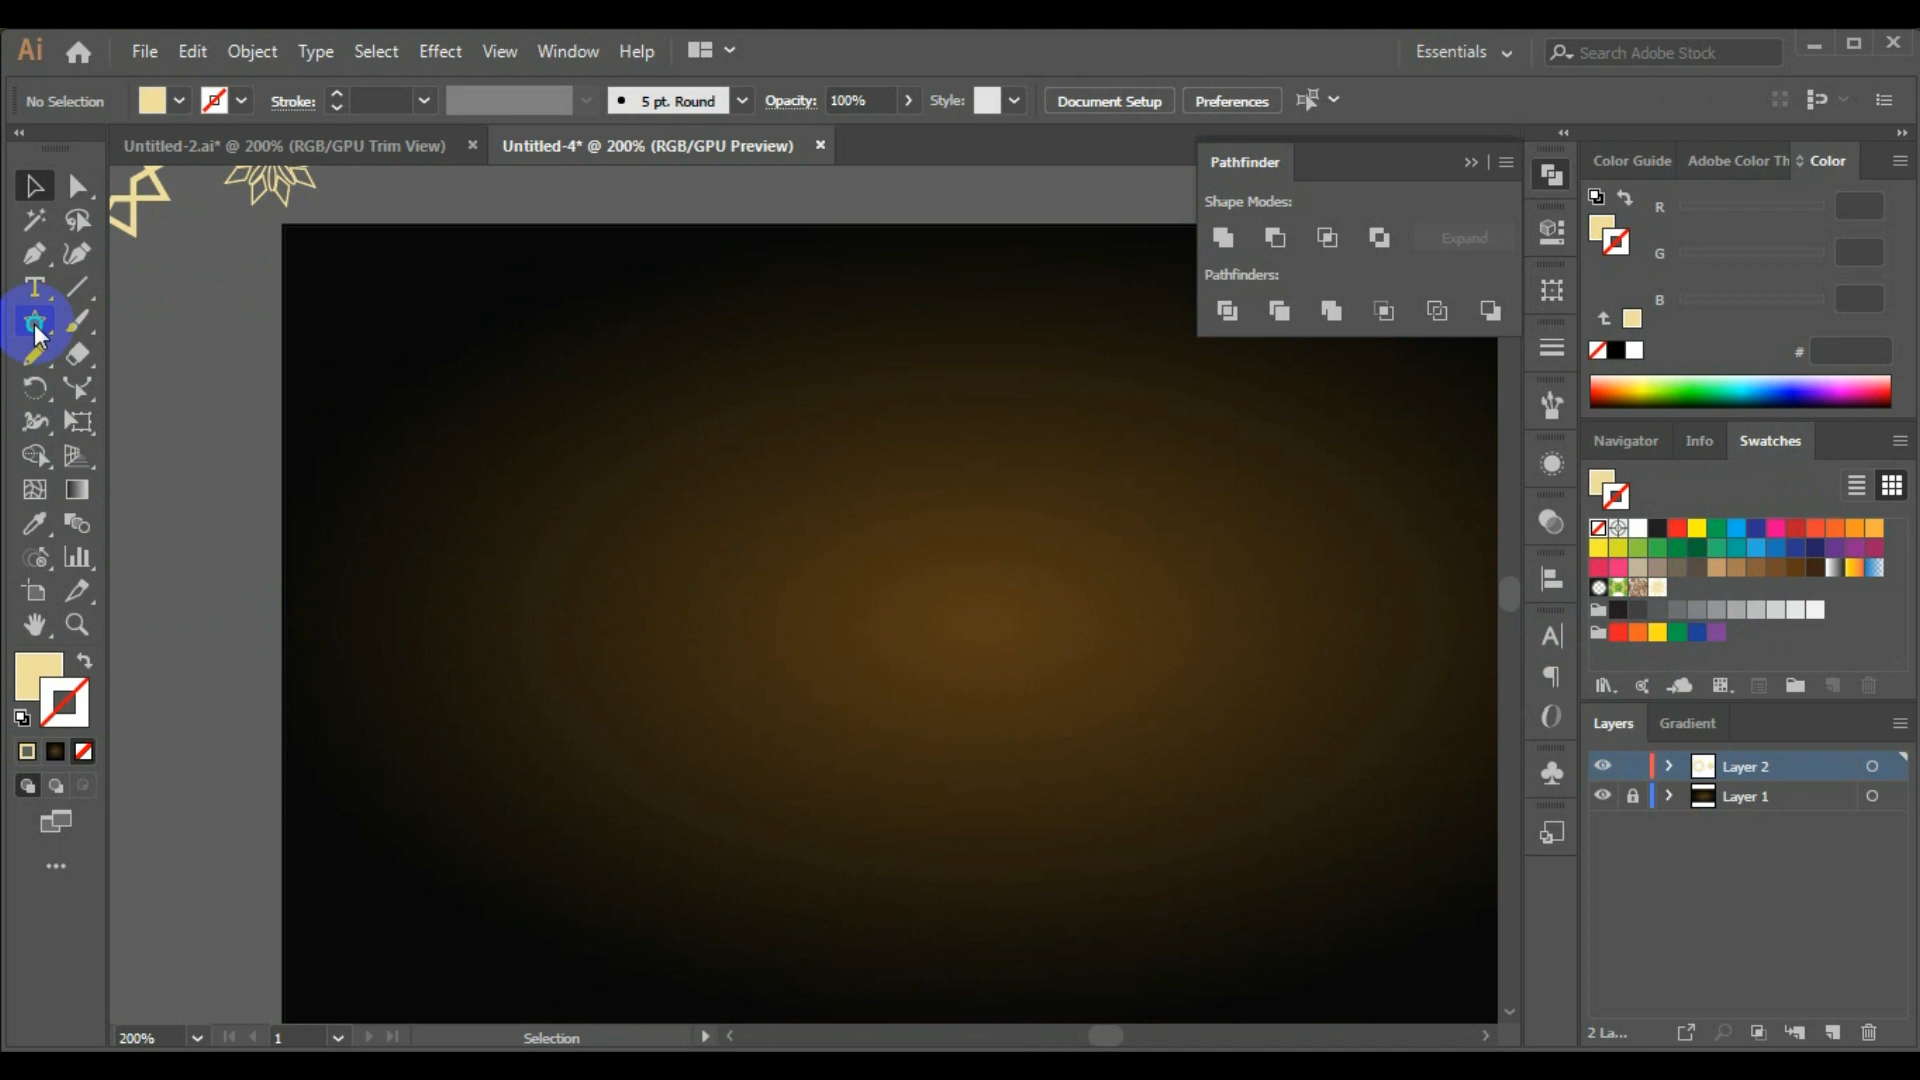 Ai File Edit Object Type Select Effect View Window Help Essentials Search Adobe Stock
No Selection Stroke: 5 pt. Round Opacity: 100% Style: Document Setup Preferences
Untitled-2.ai* @ 200% (RGB/GPU Trim View) Untitled-4* @ 200% (RGB/GPU Preview)
Pathfinder
Shape Modes:
Expand
Pathfinders:
Color Guide Adobe Color Th Color
R
G
B
#
Navigator Info Swatches
Layers Gradient
Layer 2
Layer 1
2 La...
200% 1 Selection